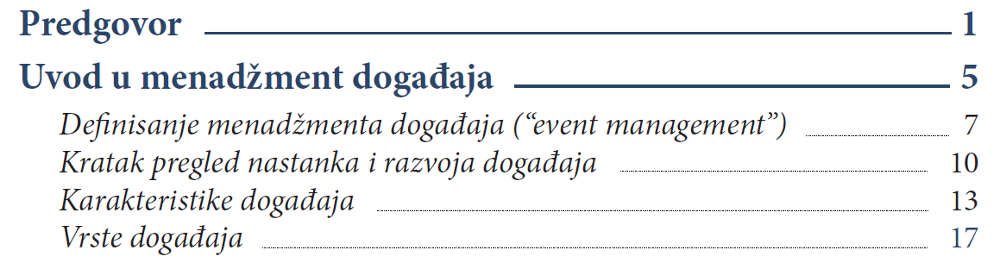 Predgovor 1
Uvod u menadžment događaja 5
Definisanje menadžmenta događaja (“event management”) 7
Kratak pregled nastanka i razvoja događaja 10
Karakteristike događaja 13
Vrste događaja 17